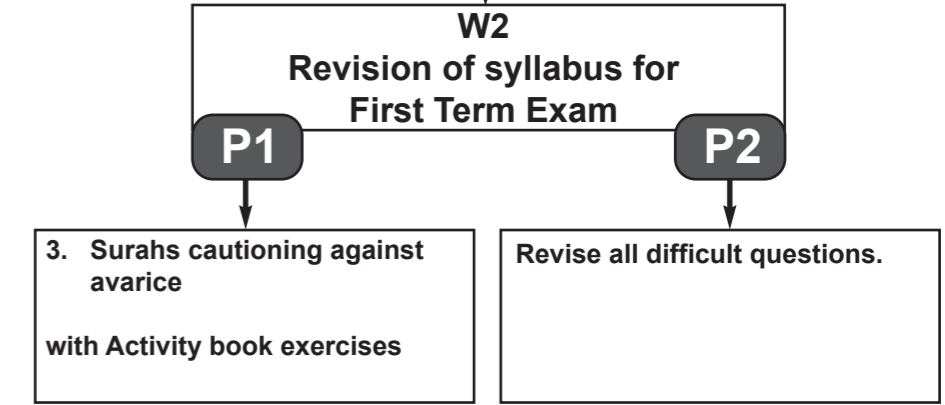 W2
Revision of syllabus for
First Term Exam
P1
P2
3. Surahs cautioning against
avarice
with Activity book exercises
Revise all difficult questions.